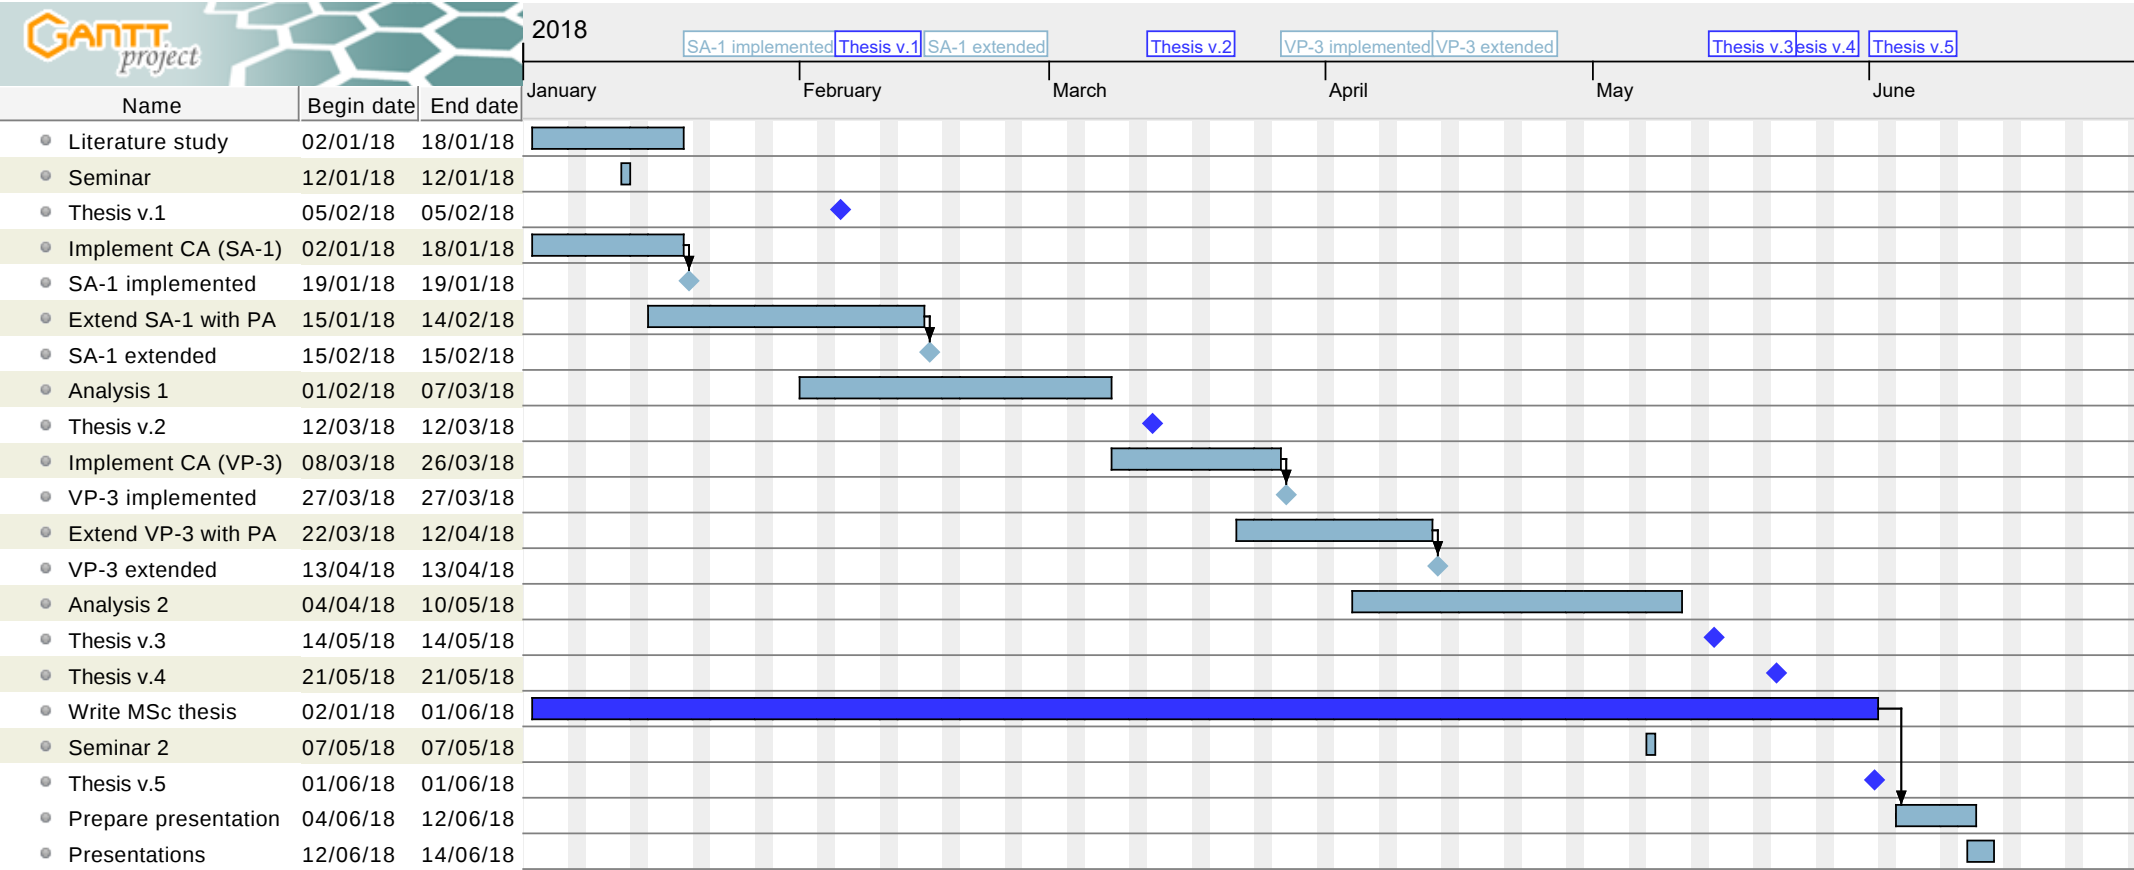 GANTT
project
2018
SA-1 implemented Thesis v.1 SA-1 extended Thesis v.2 VP-3 implemented VP-3 extended Thesis v.3 esis v.4 Thesis v.5
January February March April May June
Name Begin date End date
Literature study 02/01/18 18/01/18
Seminar 12/01/18 12/01/18
Thesis v.1 05/02/18 05/02/18
Implement CA (SA-1) 02/01/18 18/01/18
SA-1 implemented 19/01/18 19/01/18
Extend SA-1 with PA 15/01/18 14/02/18
SA-1 extended 15/02/18 15/02/18
Analysis 1 01/02/18 07/03/18
Thesis v.2 12/03/18 12/03/18
Implement CA (VP-3) 08/03/18 26/03/18
VP-3 implemented 27/03/18 27/03/18
Extend VP-3 with PA 22/03/18 12/04/18
VP-3 extended 13/04/18 13/04/18
Analysis 2 04/04/18 10/05/18
Thesis v.3 14/05/18 14/05/18
Thesis v.4 21/05/18 21/05/18
Write MSc thesis 02/01/18 01/06/18
Seminar 2 07/05/18 07/05/18
Thesis v.5 01/06/18 01/06/18
Prepare presentation 04/06/18 12/06/18
Presentations 12/06/18 14/06/18